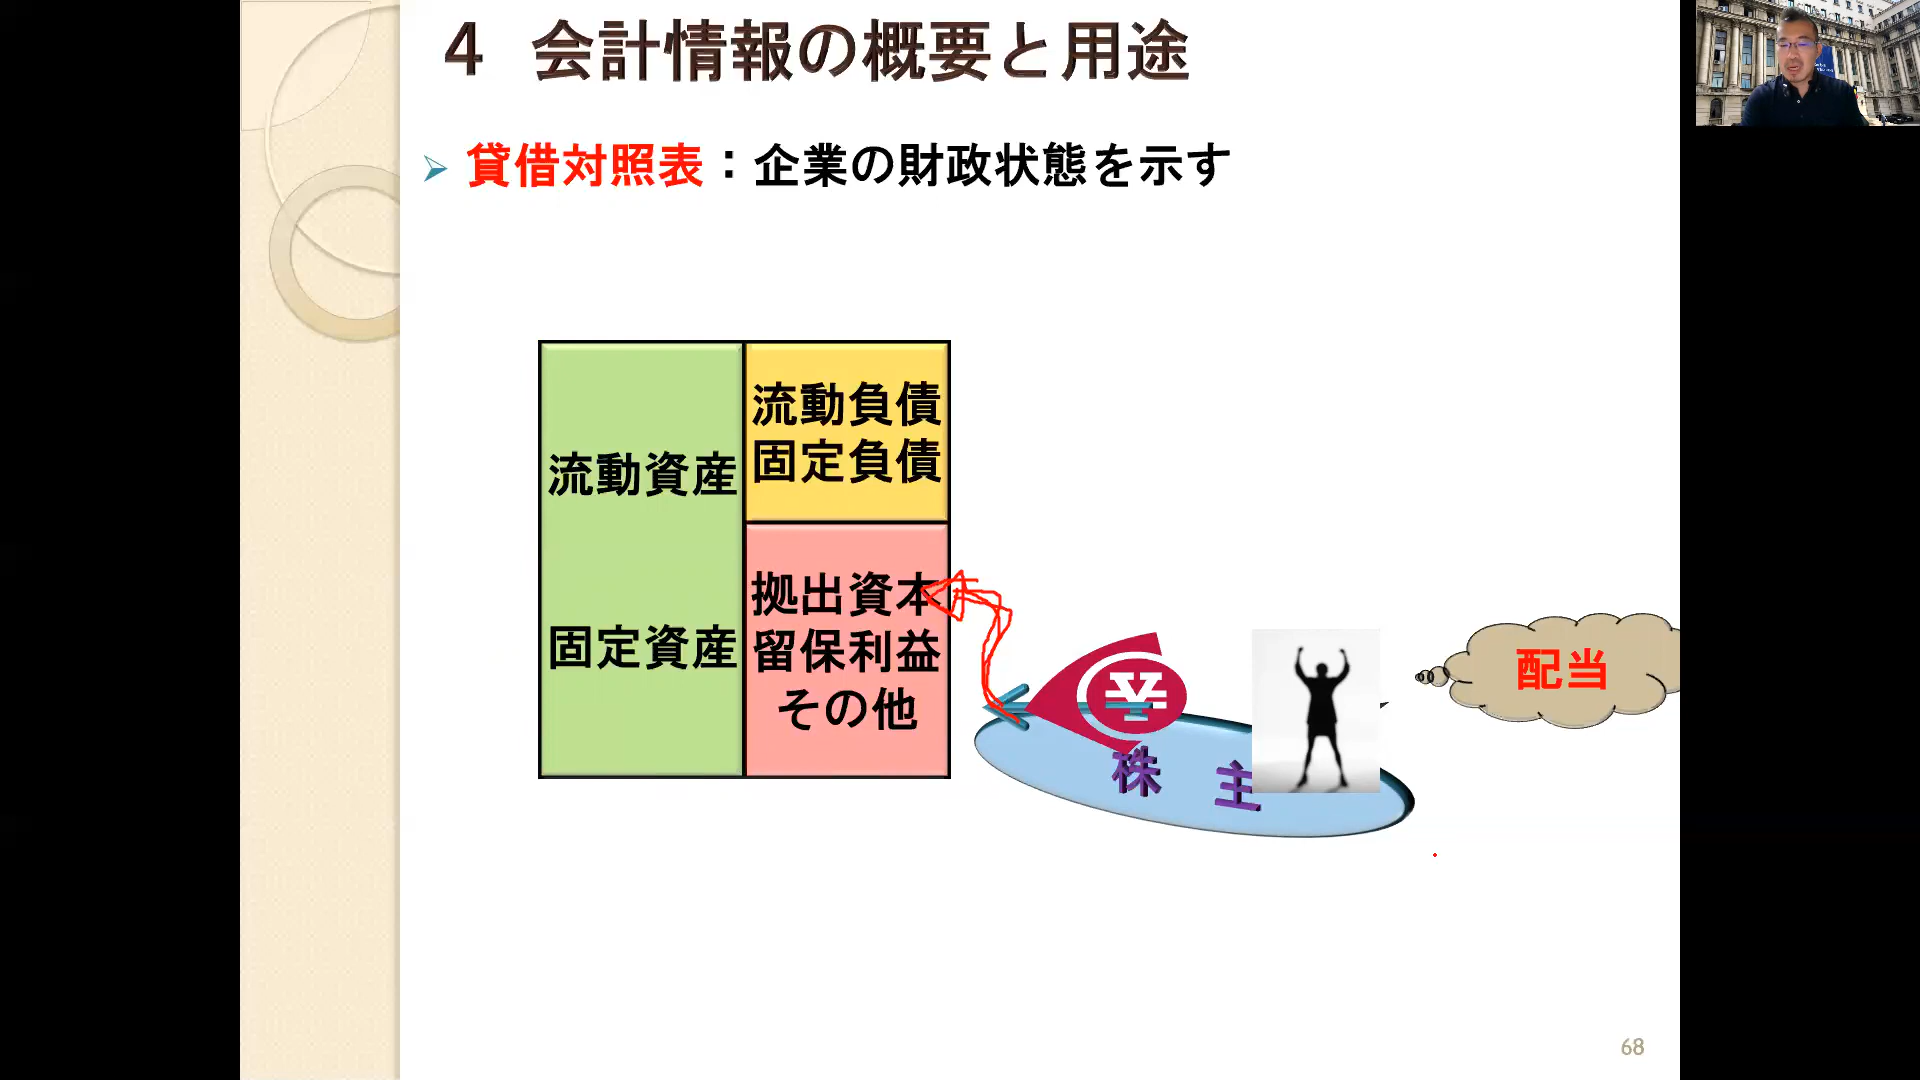 4 会計情報の概要と用途
貸借対照表：企業の財政状態を示す
流動資産
固定資産
流動負債
固定負債
拠出資本
留保利益
その他
¥
株 主
配当
68